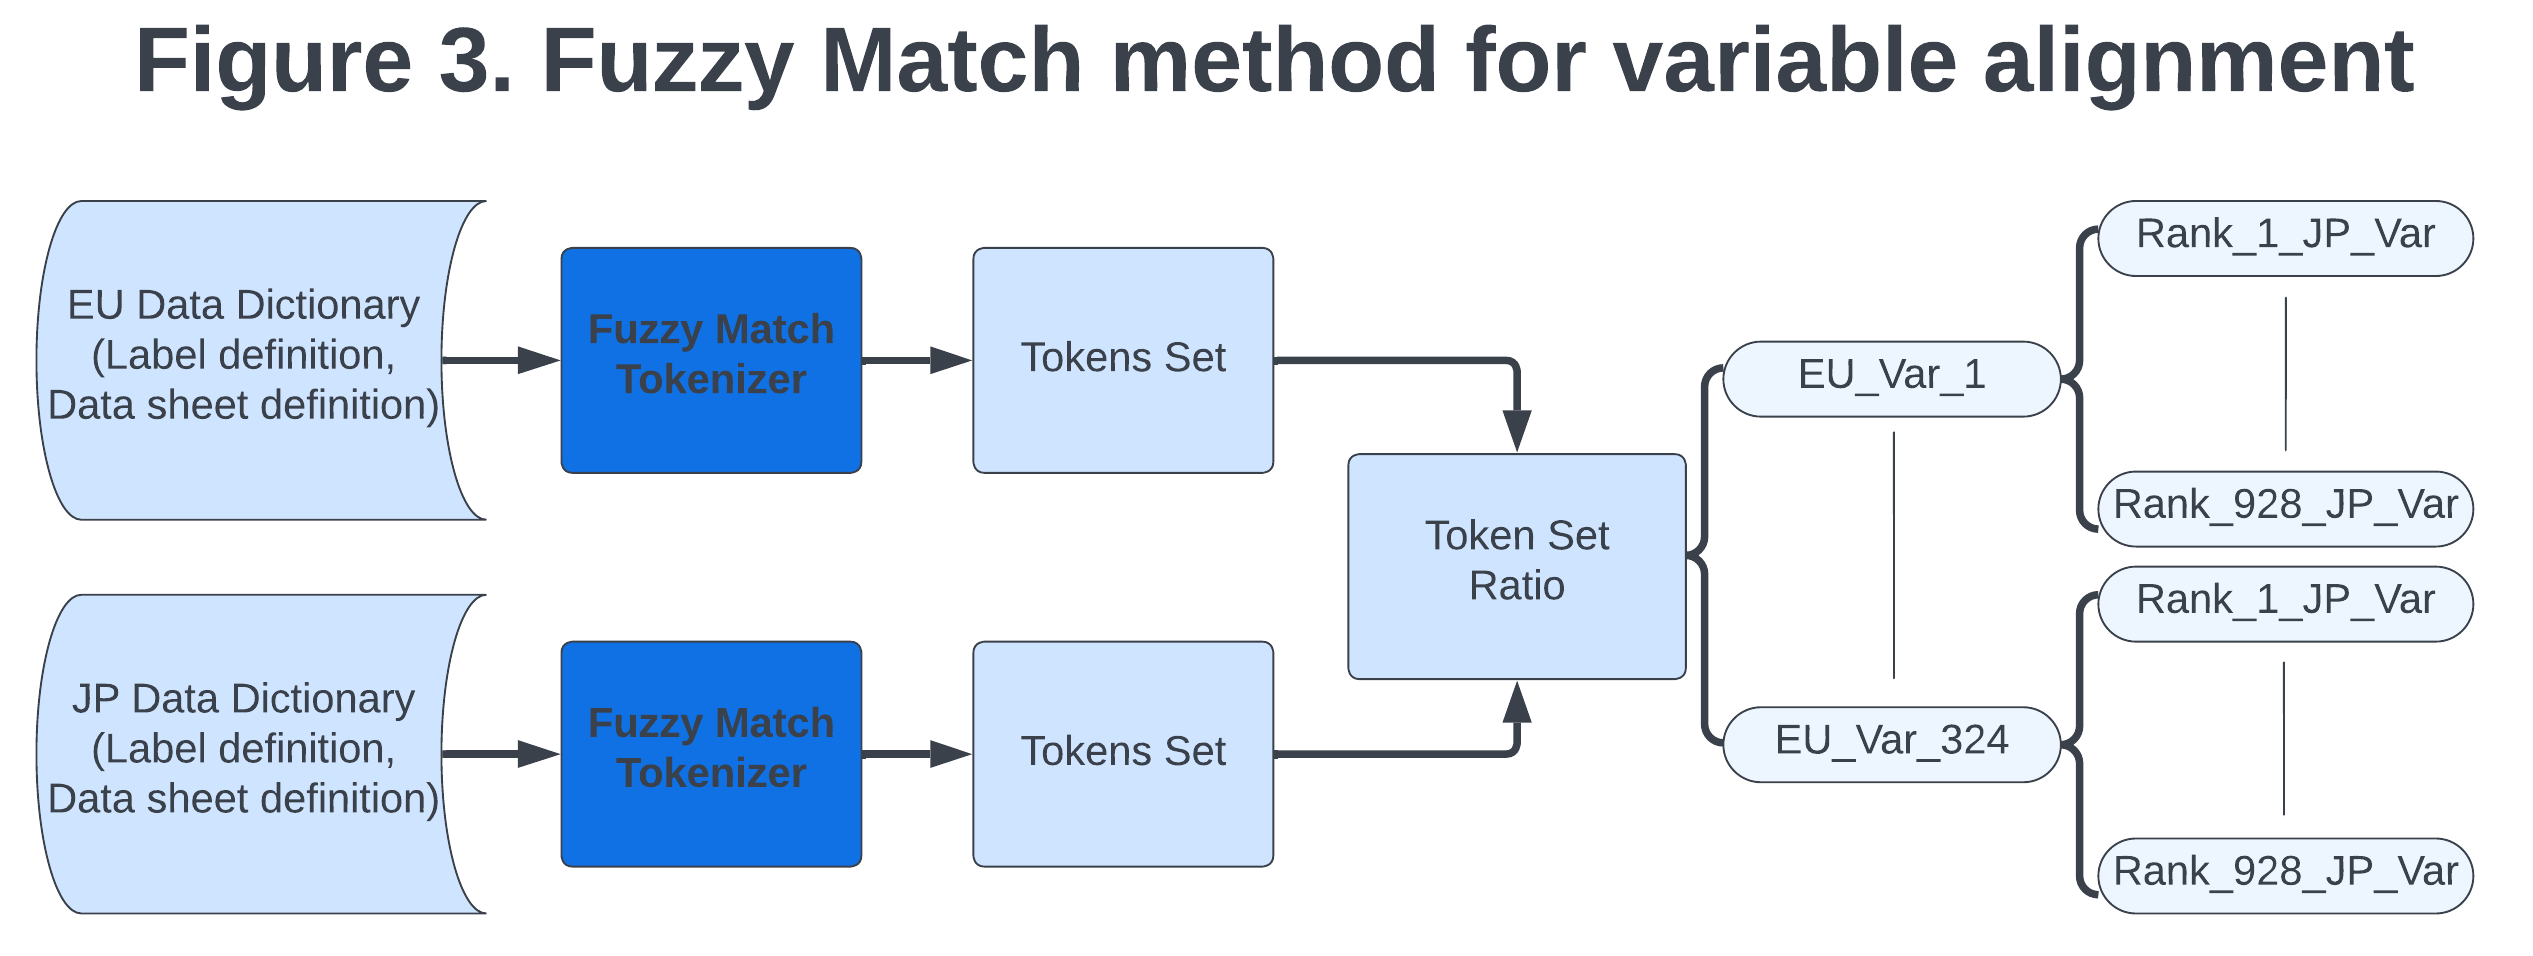 Figure 3. Fuzzy Match method for variable alignment
EU Data Dictionary
(Label definition,
Data sheet definition)
Fuzzy Match
Tokenizer
Tokens Set
JP Data Dictionary
(Label definition,
Data sheet definition)
Fuzzy Match
Tokenizer
Tokens Set
Token Set
Ratio
EU_Var_1
EU_Var_324
Rank_1_JP_Var
Rank_928_JP_Var
Rank_1_JP_Var
Rank_928_JP_Var